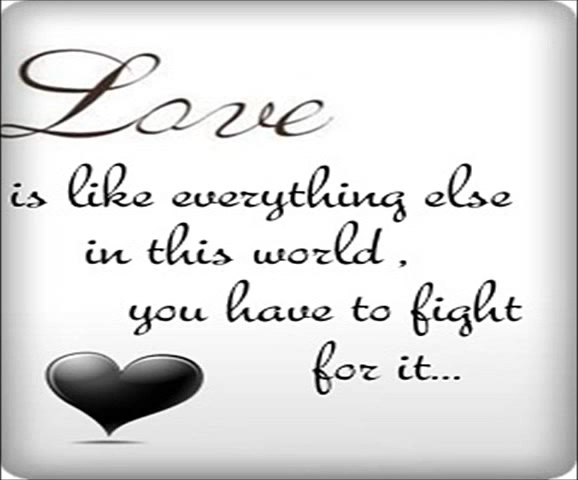 Love
is like everything else
in this world ,
you have to fight
for it...